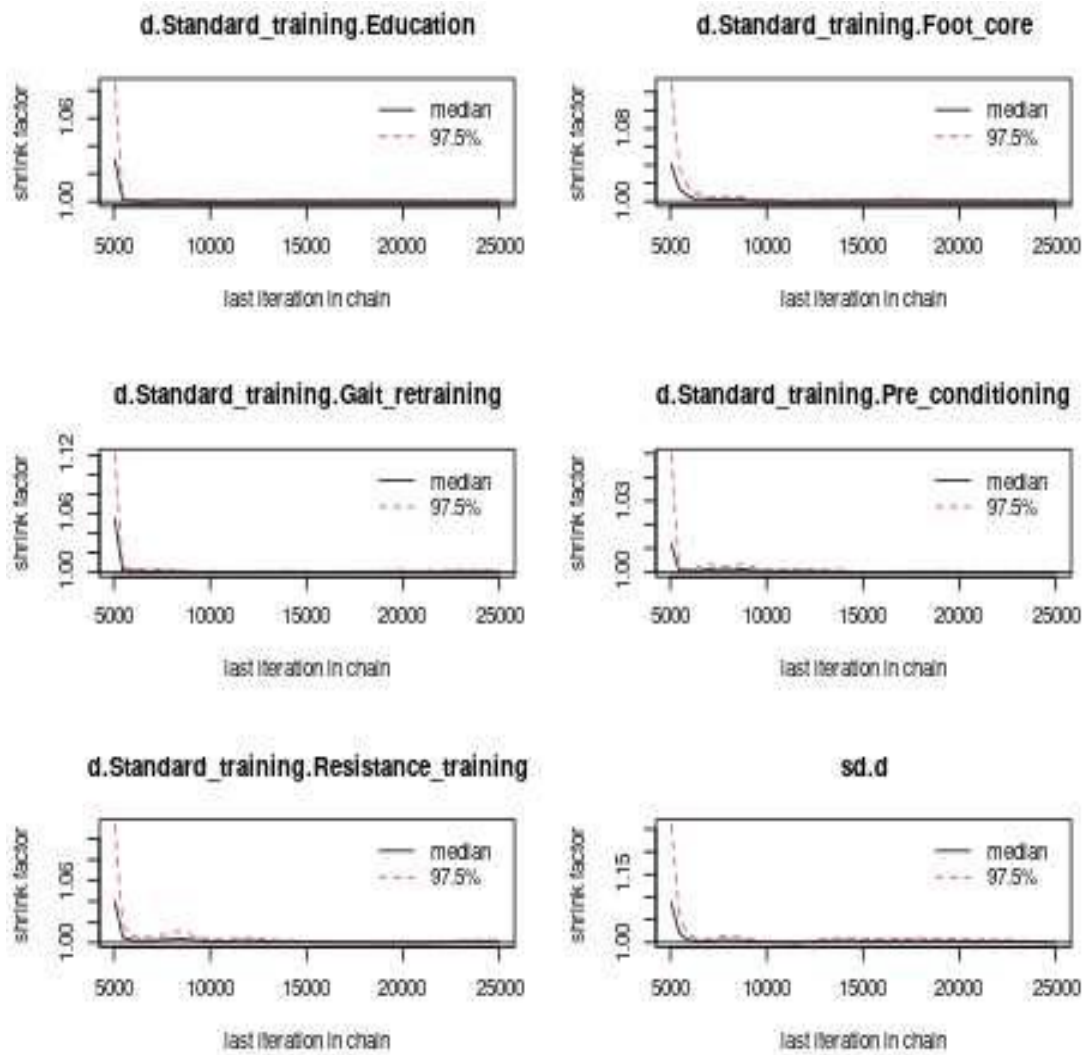 d.Standard_training.Education
shrink factor
1.00 1.06
median
97.5%
5000 10000 15000 20000 25000
last iteration in chain
d.Standard_training.Foot_core
shrink factor
1.00 1.08
median
97.5%
5000 10000 15000 20000 25000
last iteration in chain
d.Standard_training.Gait_retraining
shrink factor
1.00 1.06 1.12
median
97.5%
5000 10000 15000 20000 25000
last iteration in chain
d.Standard_training.Pre_conditioning
shrink factor
1.00 1.03
median
97.5%
5000 10000 15000 20000 25000
last iteration in chain
d.Standard_training.Resistance_training
shrink factor
1.00 1.06
median
97.5%
5000 10000 15000 20000 25000
last iteration in chain
sd.d
shrink factor
1.00 1.15
median
97.5%
5000 10000 15000 20000 25000
last iteration in chain